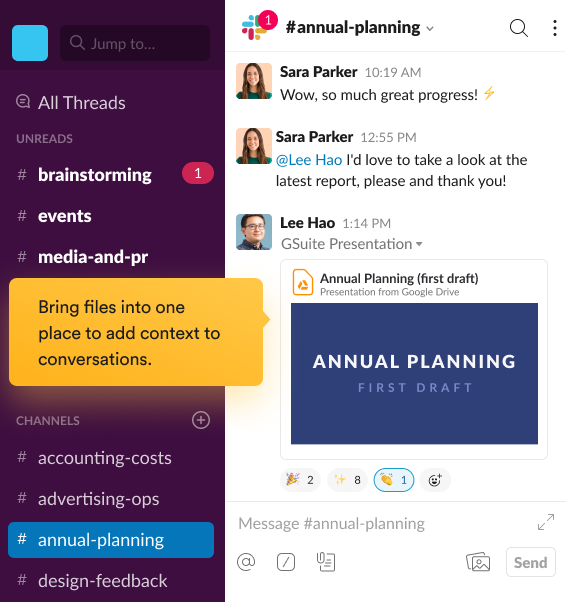 Jump to...
All Threads
UNREADS
# brainstorming 1
# events
# media-and-pr
Bring files into one
place to add context to
conversations.
CHANNELS
# accounting-costs
# advertising-ops
# annual-planning
# design-feedback
1 #annual-planning
Sara Parker 10:19 AM
Wow, so much great progress! ⚡
Sara Parker 12:55 PM
@Lee Hao I'd love to take a look at the
latest report, please and thank you!
Lee Hao 1:14 PM
GSuite Presentation
Annual Planning (first draft)
Presentation from Google Drive
ANNUAL PLANNING
FIRST DRAFT
🎉 2 ✨ 8 👏 1
Message #annual-planning
@ Send